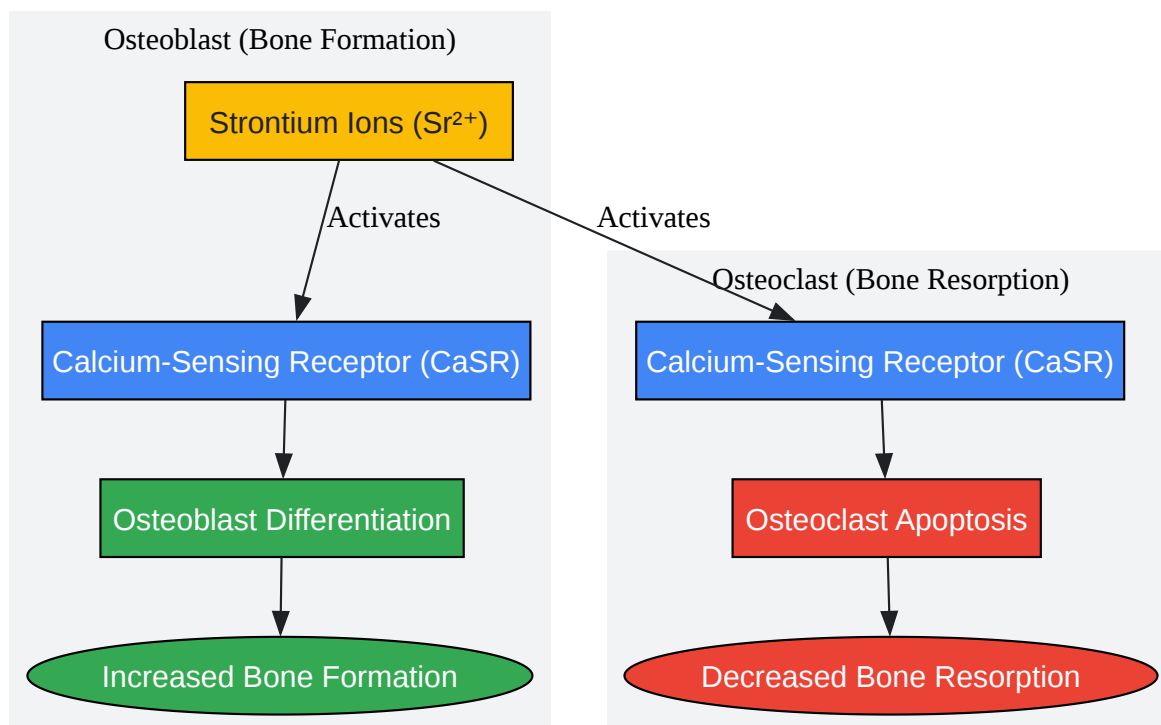 Osteoblast (Bone Formation)
Strontium Ions (Sr²⁺)
Activates
Activates
Osteoclast (Bone Resorption)
Calcium-Sensing Receptor (CaSR)
Calcium-Sensing Receptor (CaSR)
Osteoblast Differentiation
Osteoclast Apoptosis
Increased Bone Formation
Decreased Bone Resorption